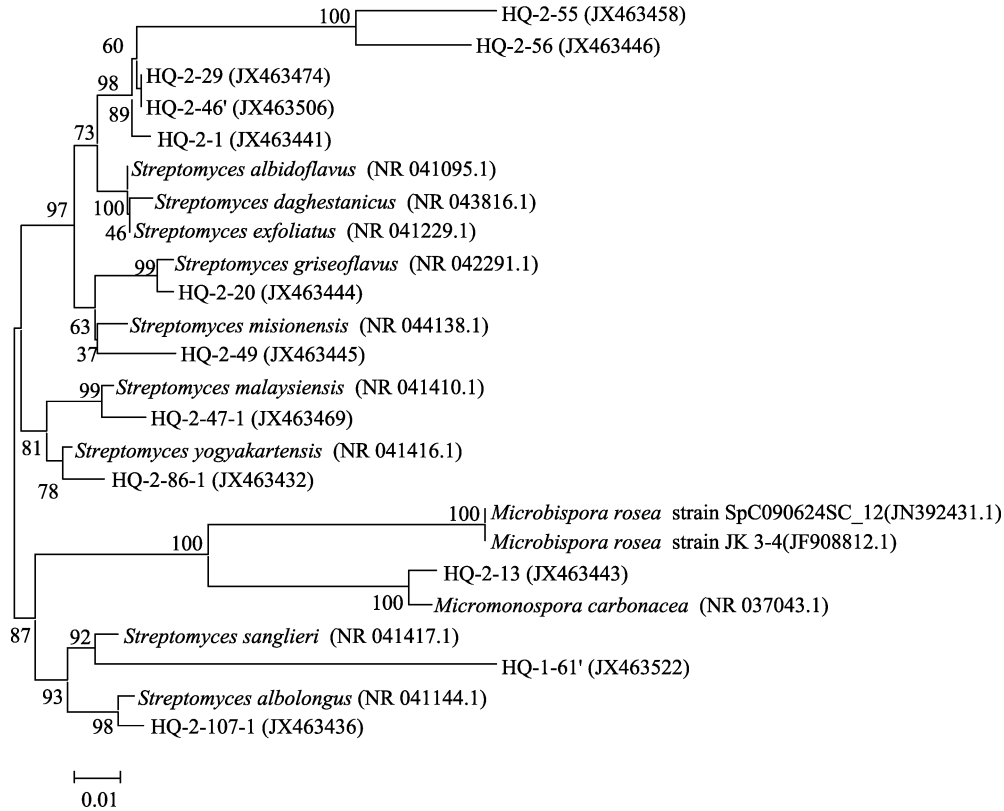 100
HQ-2-55 (JX463458)
HQ-2-56 (JX463446)
60
HQ-2-29 (JX463474)
98
HQ-2-46' (JX463506)
89
HQ-2-1 (JX463441)
73
Streptomyces albidoflavus (NR 041095.1)
Streptomyces daghestanicus (NR 043816.1)
100
97
46
Streptomyces exfoliatus (NR 041229.1)
99
Streptomyces griseoflavus (NR 042291.1)
HQ-2-20 (JX463444)
63
Streptomyces misionensis (NR 044138.1)
37
HQ-2-49 (JX463445)
99
Streptomyces malaysiensis (NR 041410.1)
HQ-2-47-1 (JX463469)
81
Streptomyces yogyakartensis (NR 041416.1)
78
HQ-2-86-1 (JX463432)
100
Microbispora rosea strain SpC090624SC_12(JN392431.1)
100
Microbispora rosea strain JK 3-4(JF908812.1)
HQ-2-13 (JX463443)
100
Micromonospora carbonacea (NR 037043.1)
87
92
Streptomyces sanglieri (NR 041417.1)
HQ-1-61' (JX463522)
93
Streptomyces albolongus (NR 041144.1)
98
HQ-2-107-1 (JX463436)
0.01